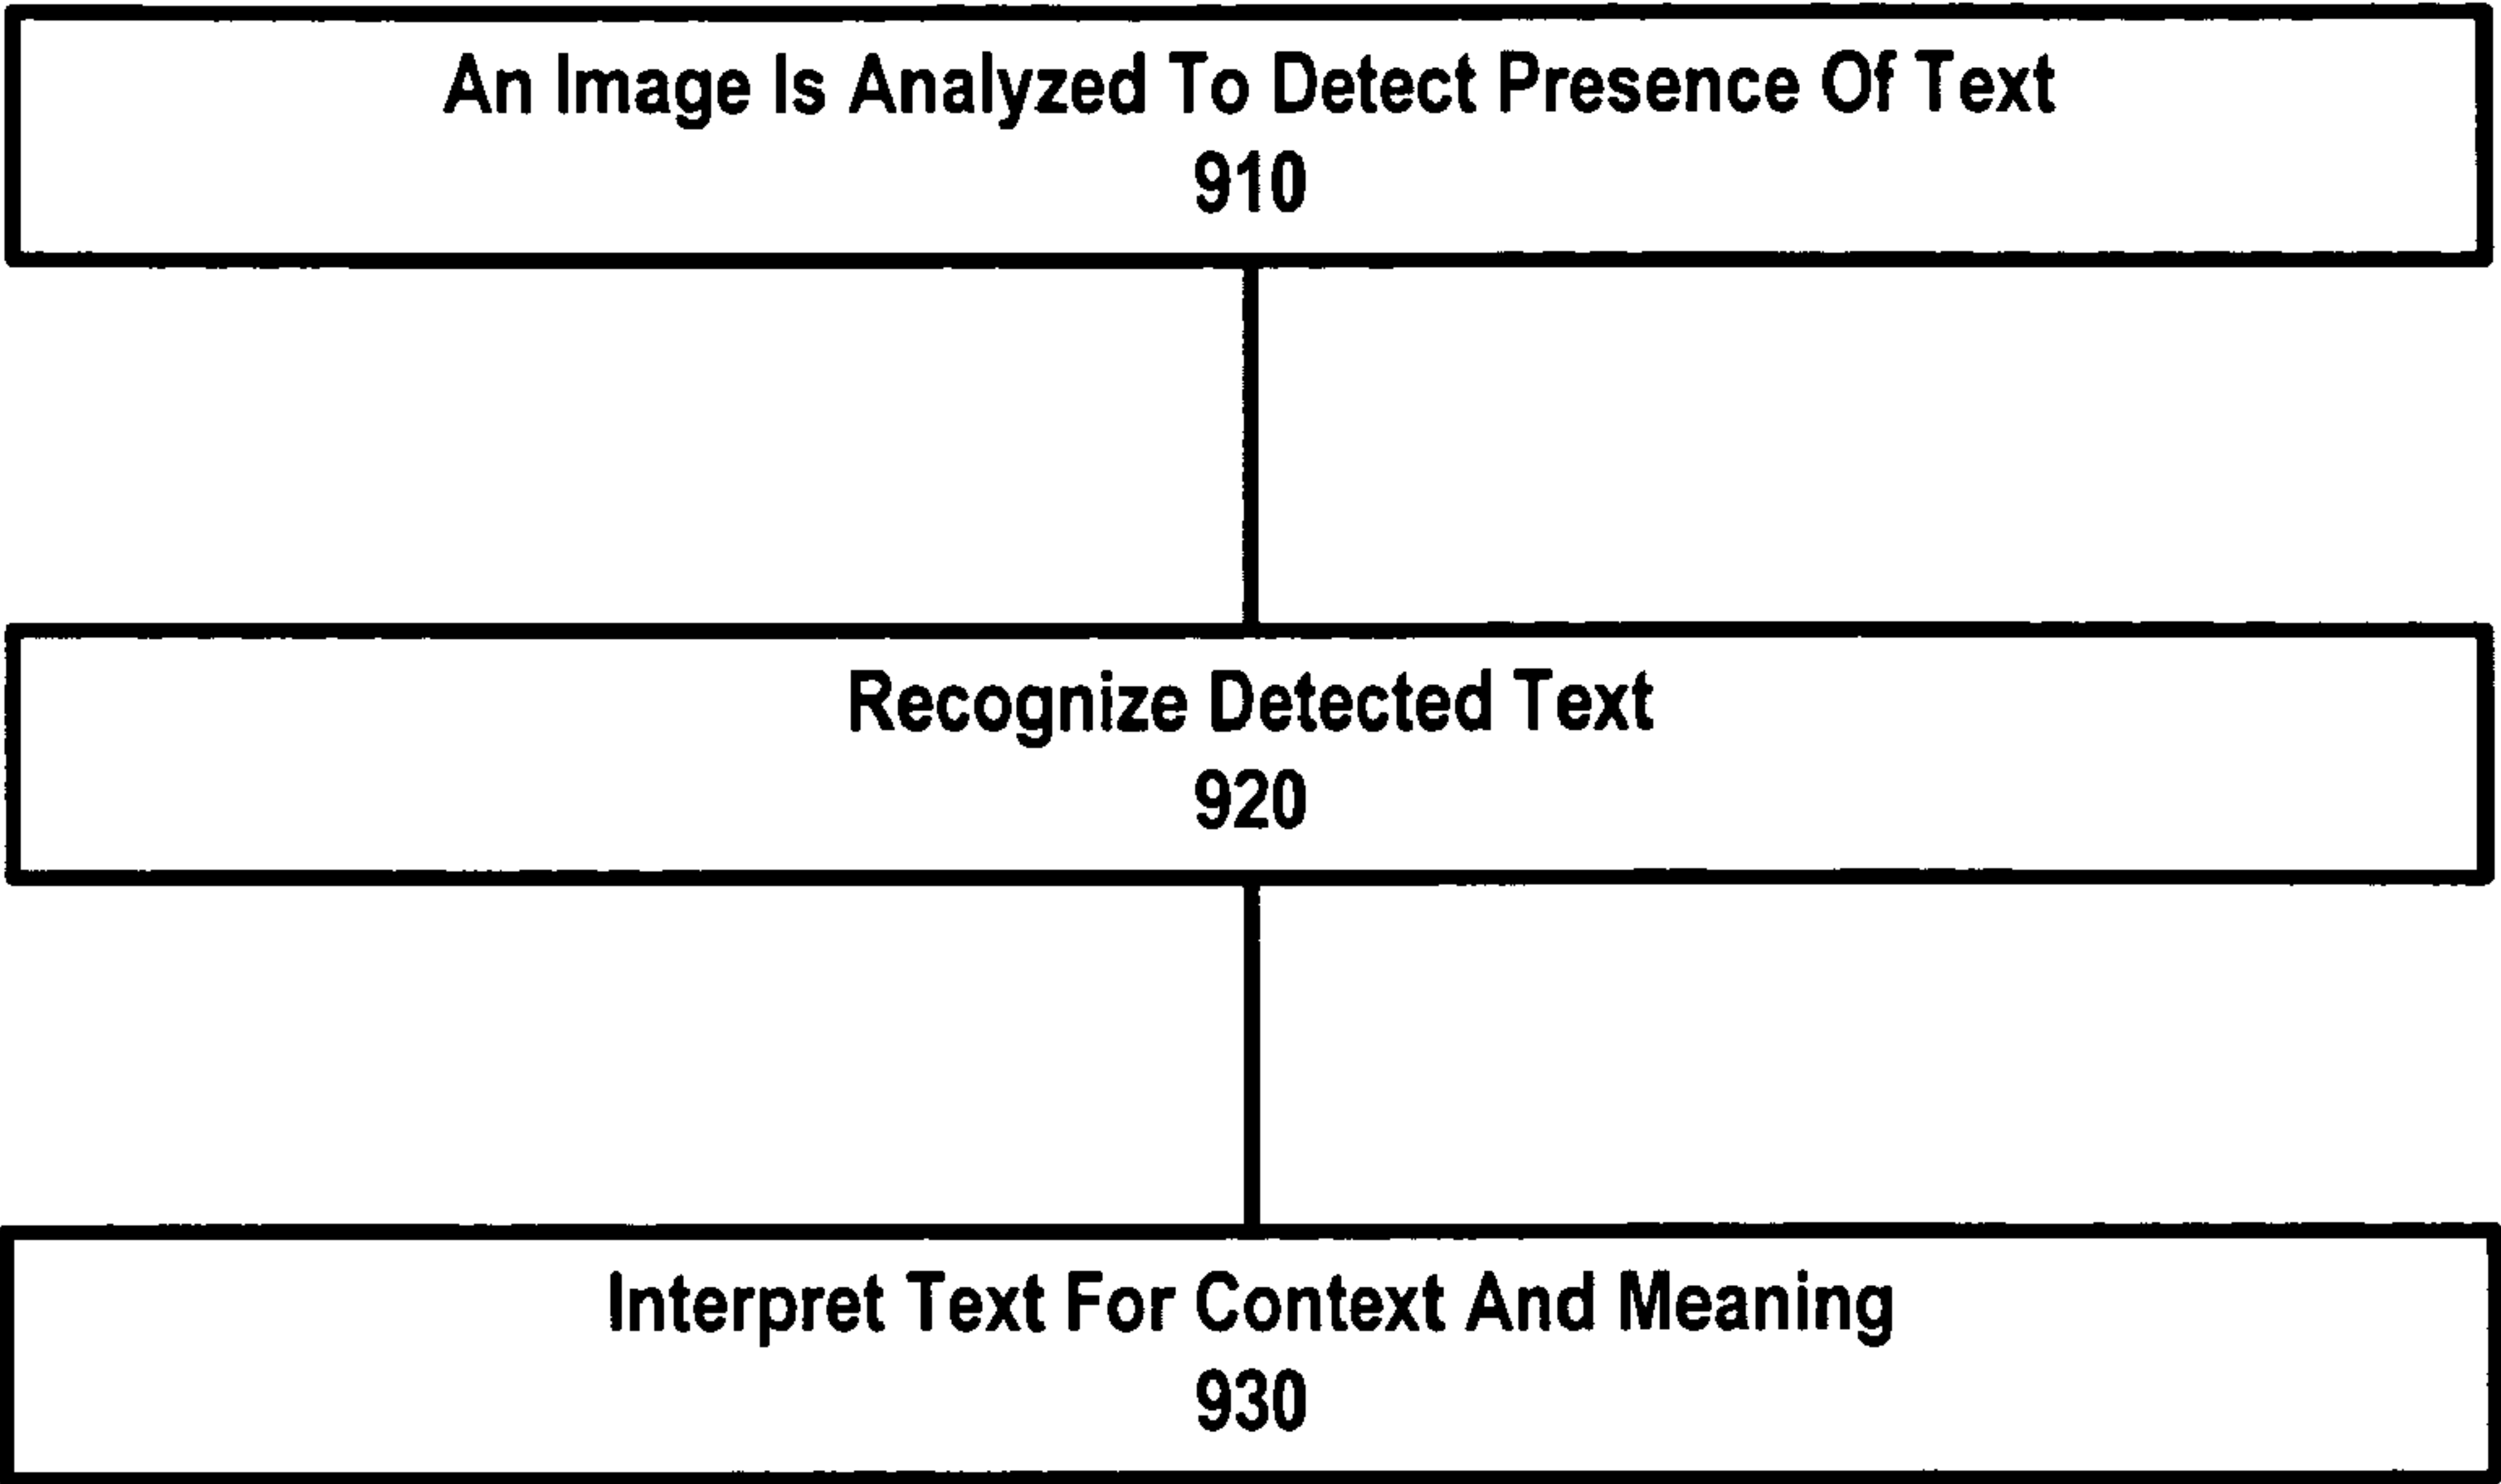 An Image Is Analyzed To Detect Presence Of Text
910
Recognize Detected Text
920
Interpret Text For Context And Meaning
930